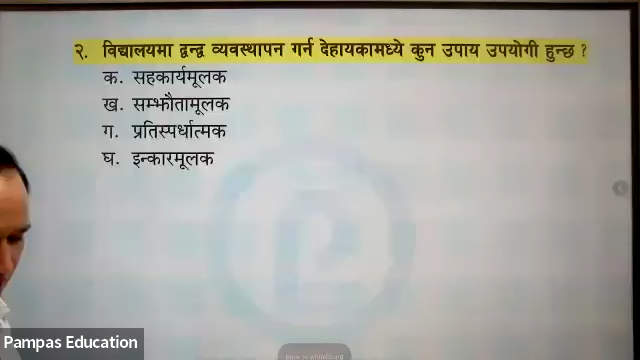 २. विद्यालयमा द्वन्द्व व्यवस्थापन गर्न देहायकामध्ये कुन उपाय उपयोगी हुन्छ ?
क. सहकार्यमूलक
ख. सम्झौतामूलक
ग. प्रतिस्पर्धात्मक
घ. इन्कारमूलक
Pampas Education